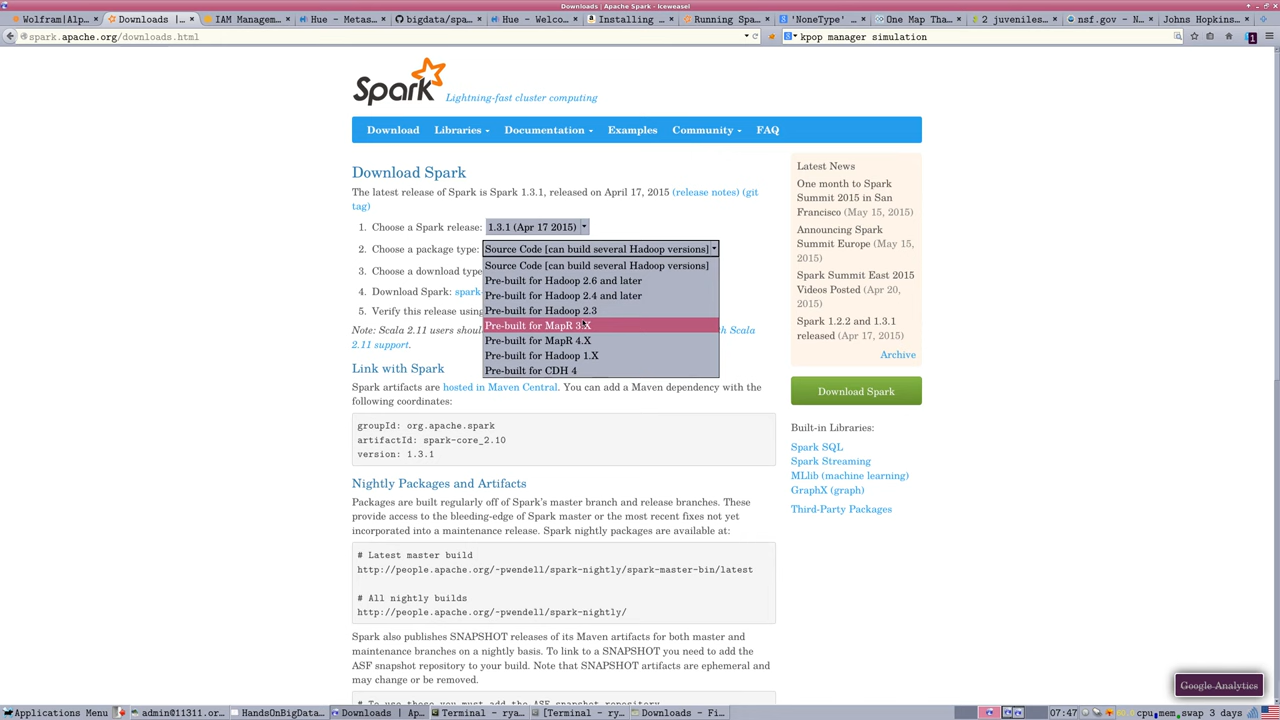 Downloads | Apache Spark - Iceweasel
Wolfram|Alp... Downloads |... IAM Managem... Hue - Metas... bigdata/spa... Hue - Welco... Installing ... Running Spa... 'NoneType' ... One Map Tha... 2 juveniles... nsf.gov - N... Johns Hopkins...
spark.apache.org/downloads.html kpop manager simulation
Spark Lightning-fast cluster computing
Download Libraries Documentation Examples Community FAQ
Download Spark
The latest release of Spark is Spark 1.3.1, released on April 17, 2015 (release notes) (git
tag)
1. Choose a Spark release: 1.3.1 (Apr 17 2015)
2. Choose a package type: Source Code [can build several Hadoop versions]
Source Code [can build several Hadoop versions]
Pre-built for Hadoop 2.6 and later
Pre-built for Hadoop 2.4 and later
Pre-built for Hadoop 2.3
Pre-built for MapR 3.X
Pre-built for MapR 4.X
Pre-built for Hadoop 1.X
Pre-built for CDH 4
3. Choose a download type
4. Download Spark: spark
5. Verify this release using
Note: Scala 2.11 users shou
h Scala
2.11 support.
Link with Spark
Spark artifacts are hosted in Maven Central. You can add a Maven dependency with the
following coordinates:
groupId: org.apache.spark
artifactId: spark-core_2.10
version: 1.3.1
Nightly Packages and Artifacts
Packages are built regularly off of Spark's master branch and release branches. These
provide access to the bleeding-edge of Spark master or the most recent fixes not yet
incorporated into a maintenance release. Spark nightly packages are available at:
# Latest master build
http://people.apache.org/~pwendell/spark-nightly/spark-master-bin/latest
# All nightly builds
http://people.apache.org/~pwendell/spark-nightly/
Spark also publishes SNAPSHOT releases of its Maven artifacts for both master and
maintenance branches on a nightly basis. To link to a SNAPSHOT you need to add the
ASF snapshot repository to your build. Note that SNAPSHOT artifacts are ephemeral and
may change or be removed.
# To use these you must add the ASF snapshot repository
Latest News
One month to Spark
Summit 2015 in San
Francisco (May 15, 2015)
Announcing Spark
Summit Europe (May 15,
2015)
Spark Summit East 2015
Videos Posted (Apr 20,
2015)
Spark 1.2.2 and 1.3.1
released (Apr 17, 2015)
Archive
Download Spark
Built-in Libraries:
Spark SQL
Spark Streaming
MLlib (machine learning)
GraphX (graph)
Third-Party Packages
Google Analytics
1
Applications Menu admin@11311.or... HandsOnBigData... Downloads | Ap... Terminal - rya... [Terminal - ry... Downloads - Fi... 07:47 cpu mem swap 3 days